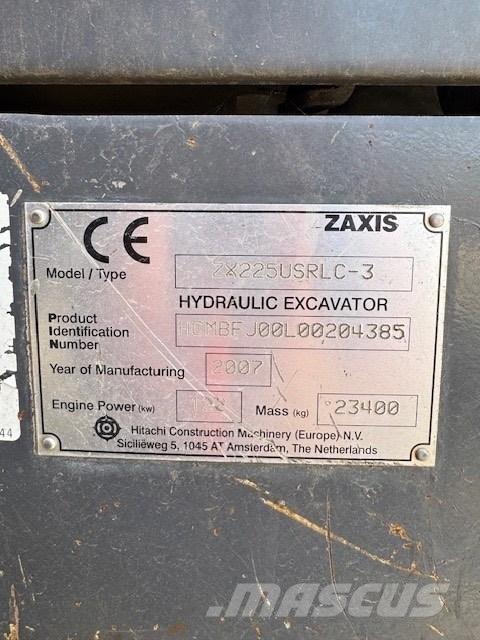 CE
ZAXIS
Model / Type ZX225USRLC-3
HYDRAULIC EXCAVATOR
Product
Identification
Number HCMBFJ00L00204385
Year of Manufacturing 2007
Engine Power (kw) Mass (kg) 23400
Hitachi Construction Machinery (Europe) N.V.
Siciliëweg 5, 1045 AT Amsterdam, The Netherlands
44
MASCUS